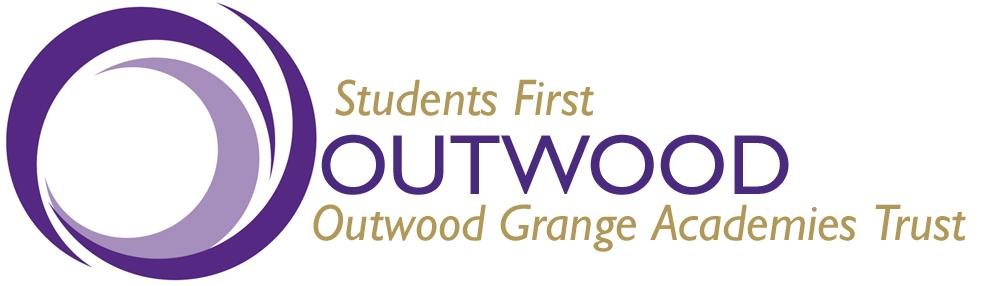 Students First
OUTWOOD
Outwood Grange Academies Trust